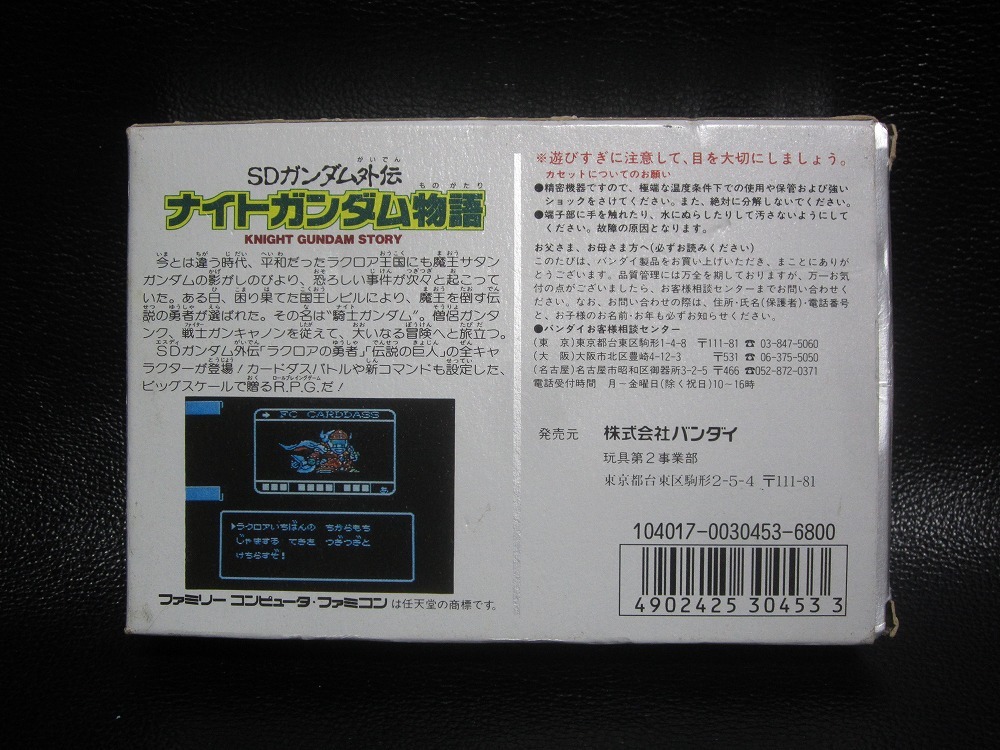 SDガンダム外伝
ナイトガンダム物語
KNIGHT GUNDAM STORY
今とは違う時代、平和だったラクロア王国にも魔王サタン
ガンダムの影がしのびより、恐ろしい事件が次々と起こって
いた。ある日、困り果てた国王レビルにより、魔王を倒す伝
説の勇者が選ばれた。その名は“騎士ガンダム”。僧侶ガンタ
ンク、戦士ガンキャノンを従えて、大いなる冒険へと旅立つ。
SDガンダム外伝「ラクロアの勇者」「伝説の巨人」の全キャ
ラクターが登場!カードダスバトルや新コマンドも設定した、
ビッグスケールで贈るR.P.G.だ!
FC CARDDASS
ラクロアいちばんの ちからもち
じゃまする てきを つぎつぎと
けちらすぞ!
ファミリーコンピュータ・ファミコンは任天堂の商標です。
※遊びすぎに注意して、目を大切にしましょう。
カセットについてのお願い
●精密機器ですので、極端な温度条件下での使用や保管および強い
ショックをさけてください。また、絶対に分解しないでください。
●端子部に手を触れたり、水にぬらしたりして汚さないようにして
ください。故障の原因となります。
お父さま、お母さま方へ(必ずお読みください)
このたびは、バンダイ製品をお買い上げいただき、まことにありが
とうございます。品質管理には万全を期しておりますが、万一お気
付の点がございましたら、お客様相談センターまでお問い合わせく
ださい。なお、お問い合わせの際は、住所・氏名(保護者)・電話番号
と、お子様のお名前・お年も必ずお知らせください。
●バンダイお客様相談センター
(東 京)東京都台東区駒形1-4-8 〒111-81 ☎03-847-5060
(大 阪)大阪市北区豊崎4-12-3 〒531 ☎06-375-5050
(名古屋)名古屋市昭和区御器所3-2-5 〒466 ☎052-872-0371
電話受付時間 月-金曜日(除く祝日)10-16時
発売元 株式会社バンダイ
玩具第2事業部
東京都台東区駒形2-5-4 〒111-81
104017-0030453-6800
4902425304533